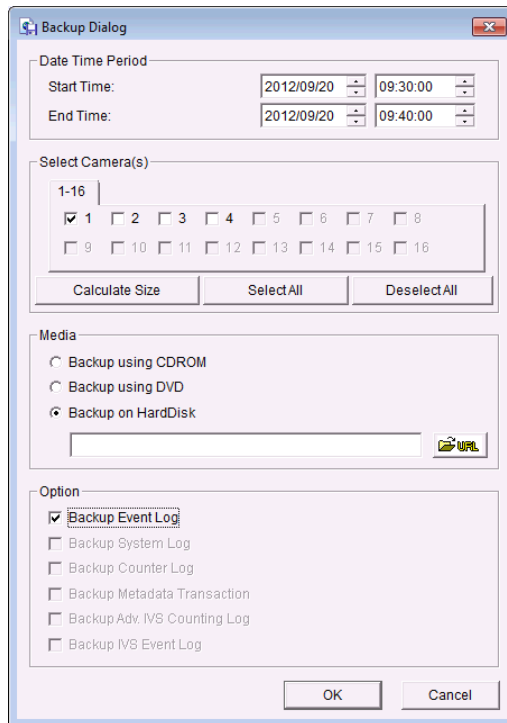 Backup Dialog
Date Time Period
Start Time: 2012/09/20 09:30:00
End Time: 2012/09/20 09:40:00
Select Camera(s)
1-16
1 2 3 4 5 6 7 8
9 10 11 12 13 14 15 16
Calculate Size Select All Deselect All
Media
Backup using CDROM
Backup using DVD
Backup on HardDisk
URL
Option
Backup Event Log
Backup System Log
Backup Counter Log
Backup Metadata Transaction
Backup Adv. IVS Counting Log
Backup IVS Event Log
OK Cancel